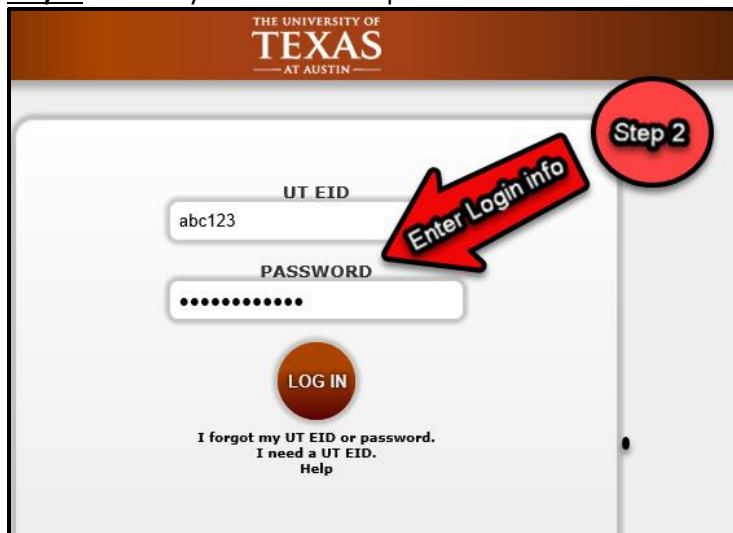 THE UNIVERSITY OF
TEXAS
AT AUSTIN
Step 2
Enter Login info
UT EID
abc123
PASSWORD
●●●●●●●●●●●●
LOG IN
I forgot my UT EID or password.
I need a UT EID.
Help